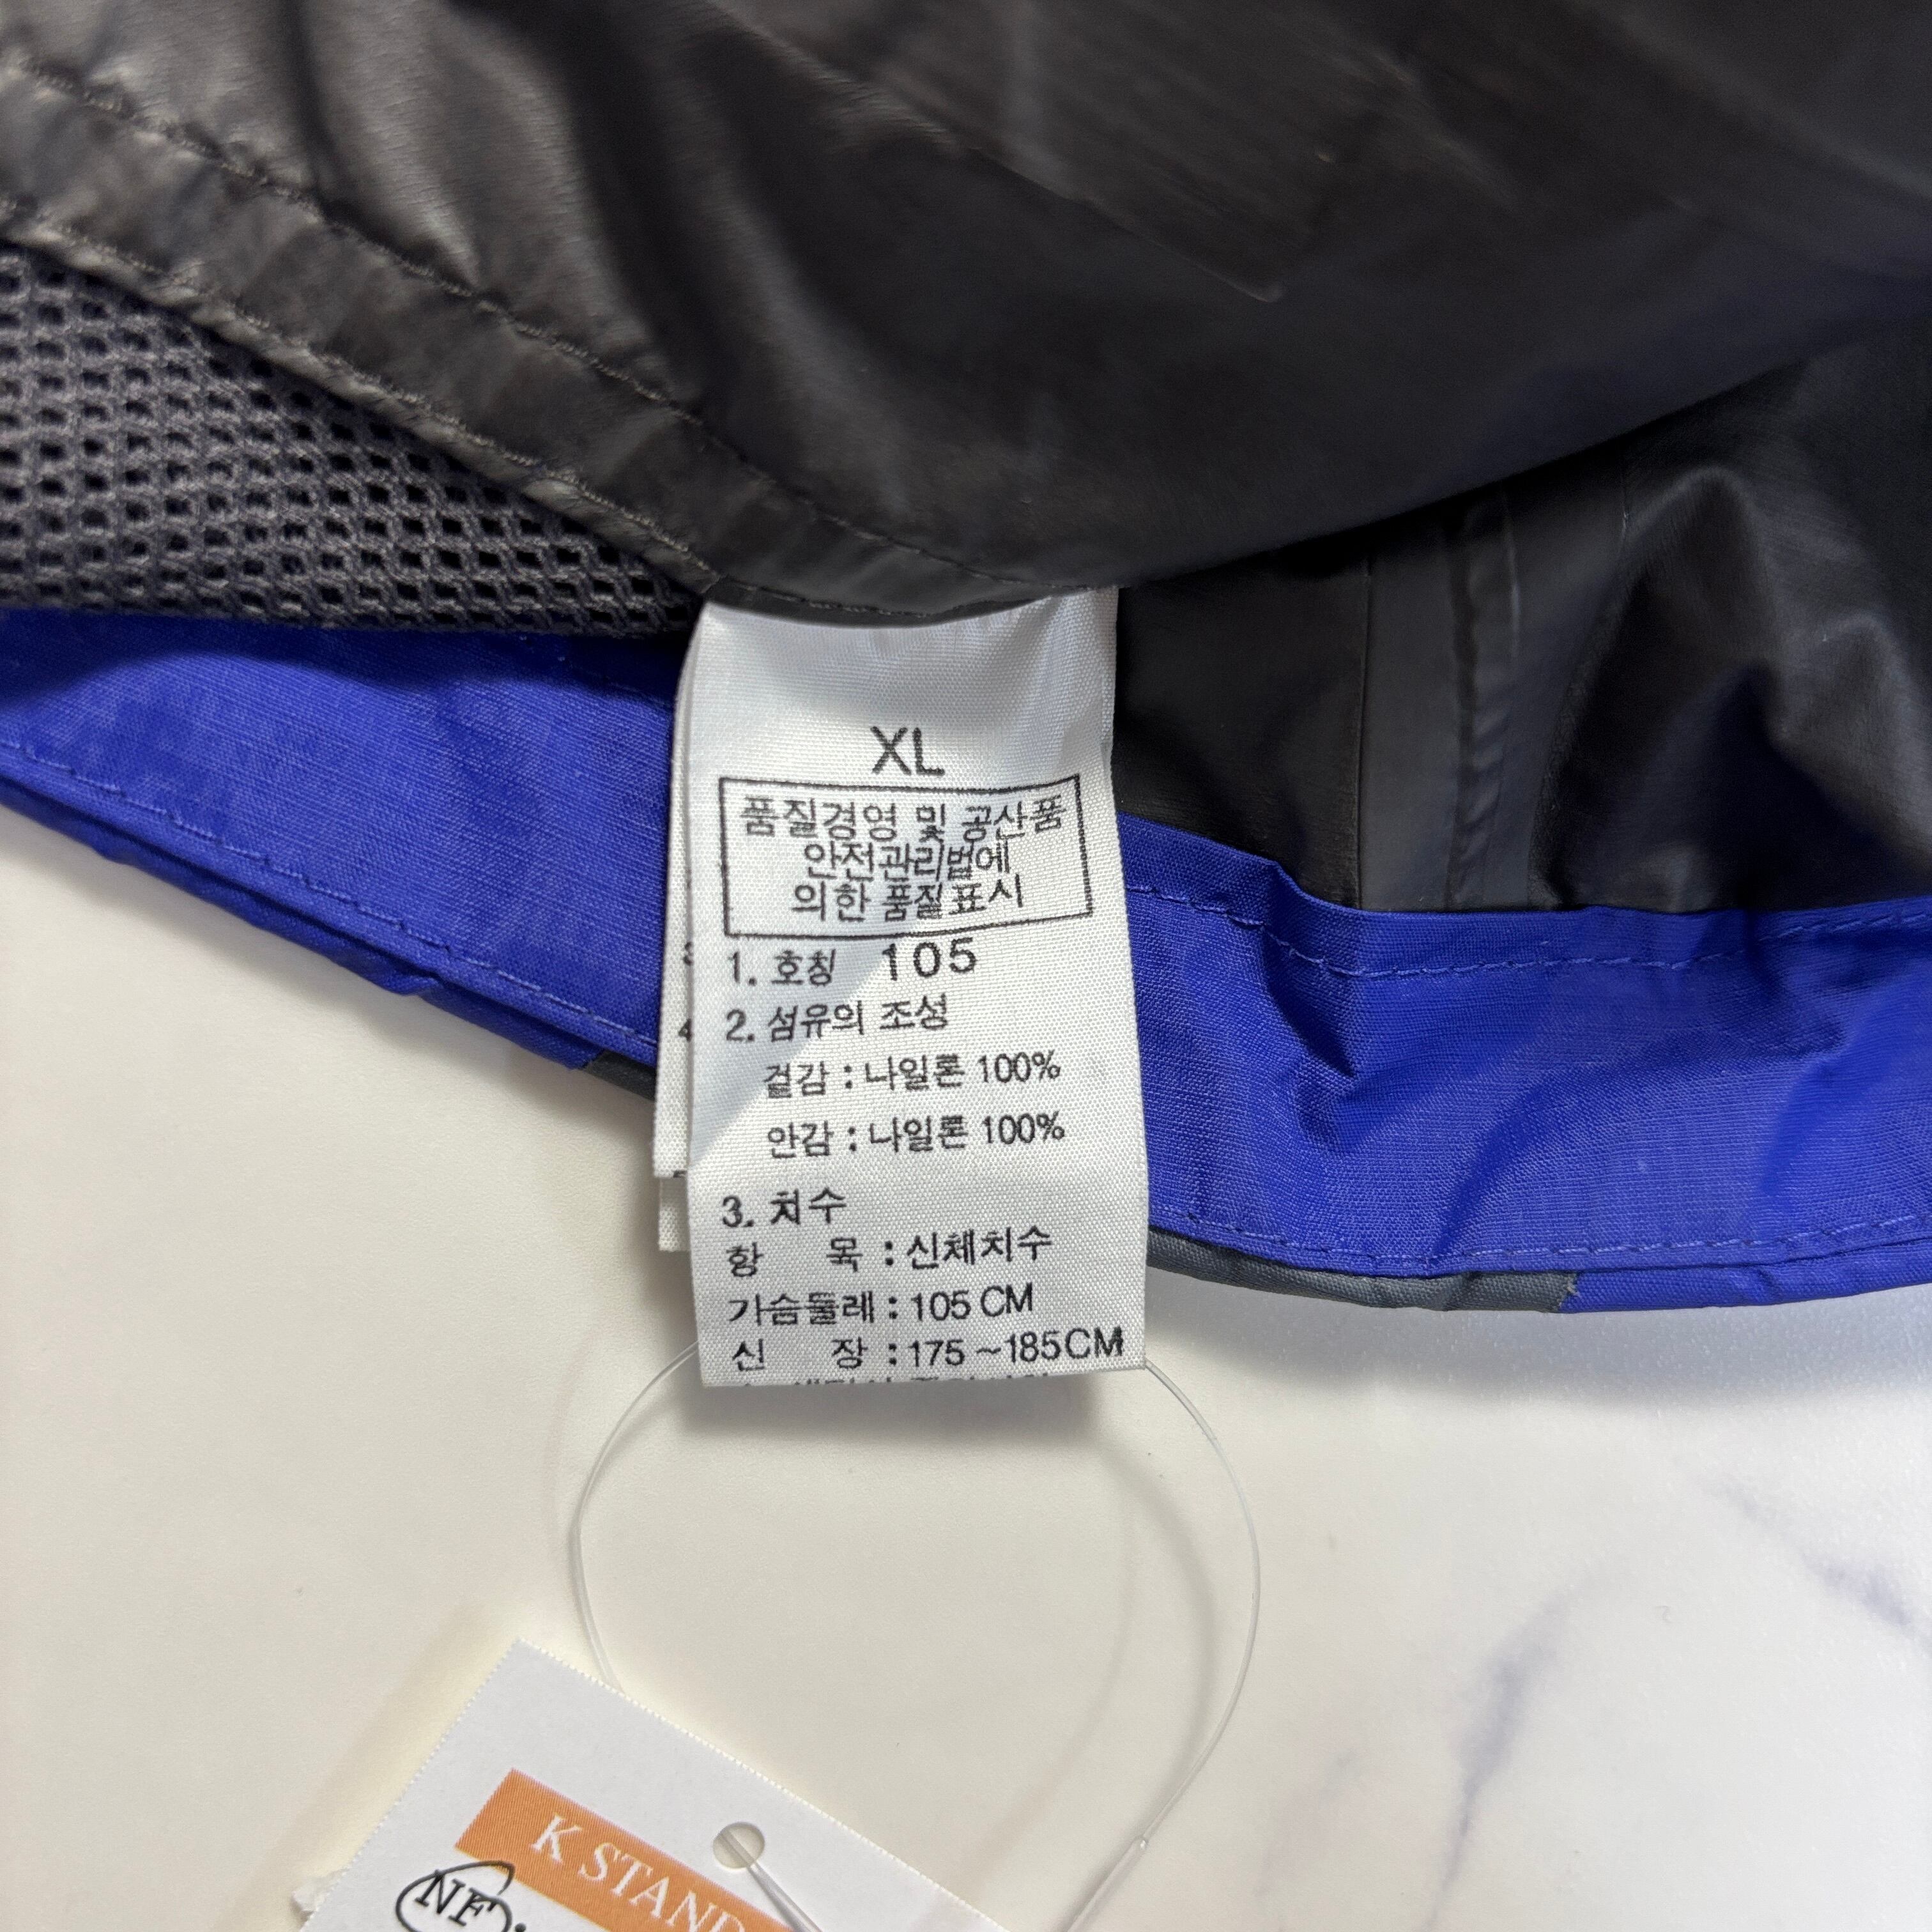 XL
품질경영 및 공산품
안전관리법에
의한 품질표시
1. 호칭 105
2. 섬유의 조성
겉감 : 나일론 100%
안감 : 나일론 100%
3. 치수
항 목 : 신체치수
가슴둘레 : 105 CM
신 장 : 175 ~185CM
3
4
K STAND
NF